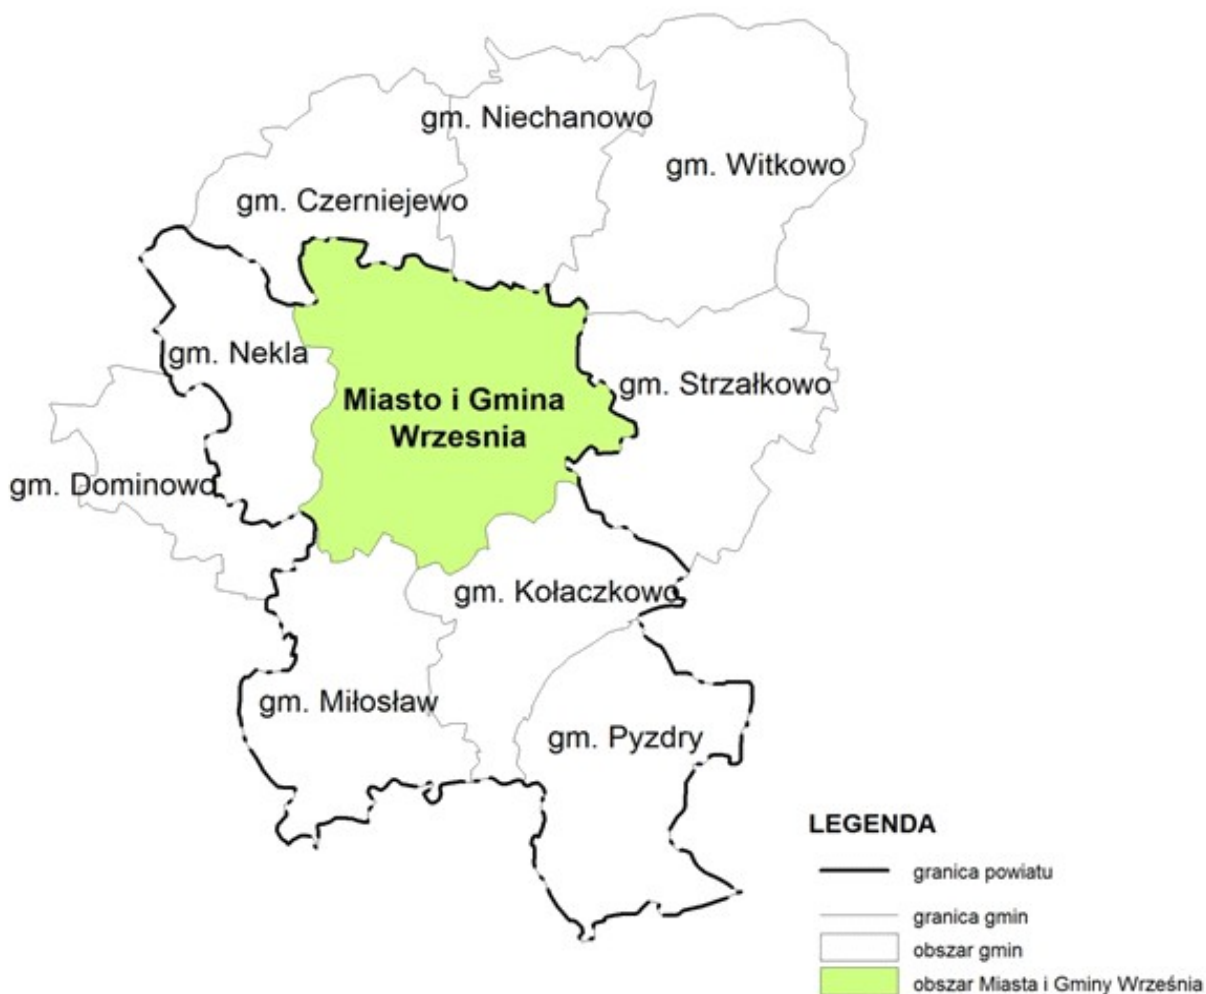 gm. Niechanowo
gm. Witkowo
gm. Czerniejewo
gm. Nekla
gm. Strzałkowo
Miasto i Gmina
Wrzesnia
gm. Dominowo
gm. Kołaczkowo
gm. Miłosław
gm. Pyzdry
LEGENDA
granica powiatu
granica gmin
obszar gmin
obszar Miasta i Gminy Września